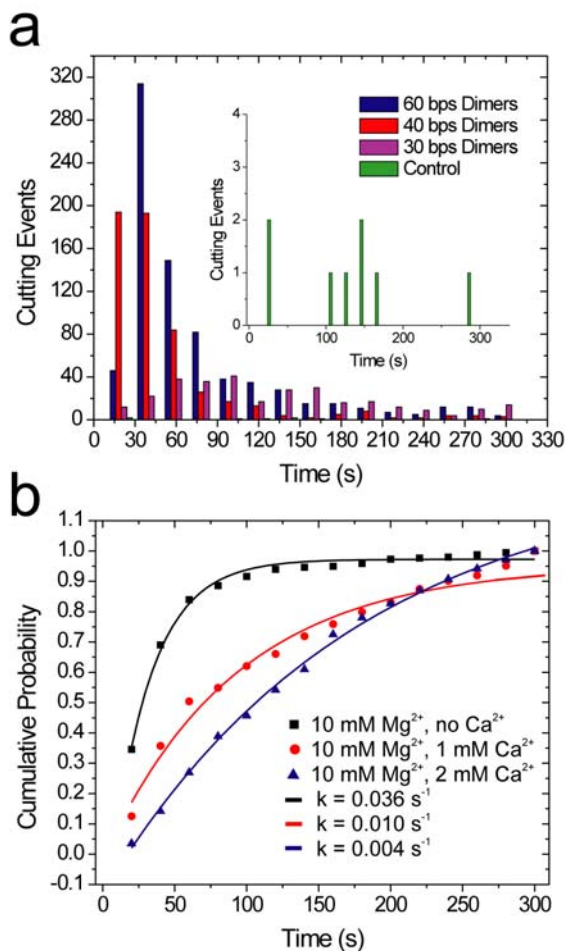 a
320
280
240
200
160
120
80
40
0
Cutting Events
0 30 60 90 120 150 180 210 240 270 300 330
Time (s)
60 bps Dimers
40 bps Dimers
30 bps Dimers
Control
4
3
2
1
0
Cutting Events
0 100 200 300
Time (s)
b
1.1
1.0
0.9
0.8
0.7
0.6
0.5
0.4
0.3
0.2
0.1
0.0
-0.1
Cumulative Probability
10 mM Mg²⁺, no Ca²⁺
10 mM Mg²⁺, 1 mM Ca²⁺
10 mM Mg²⁺, 2 mM Ca²⁺
k = 0.036 s⁻¹
k = 0.010 s⁻¹
k = 0.004 s⁻¹
0 50 100 150 200 250 300
Time (s)